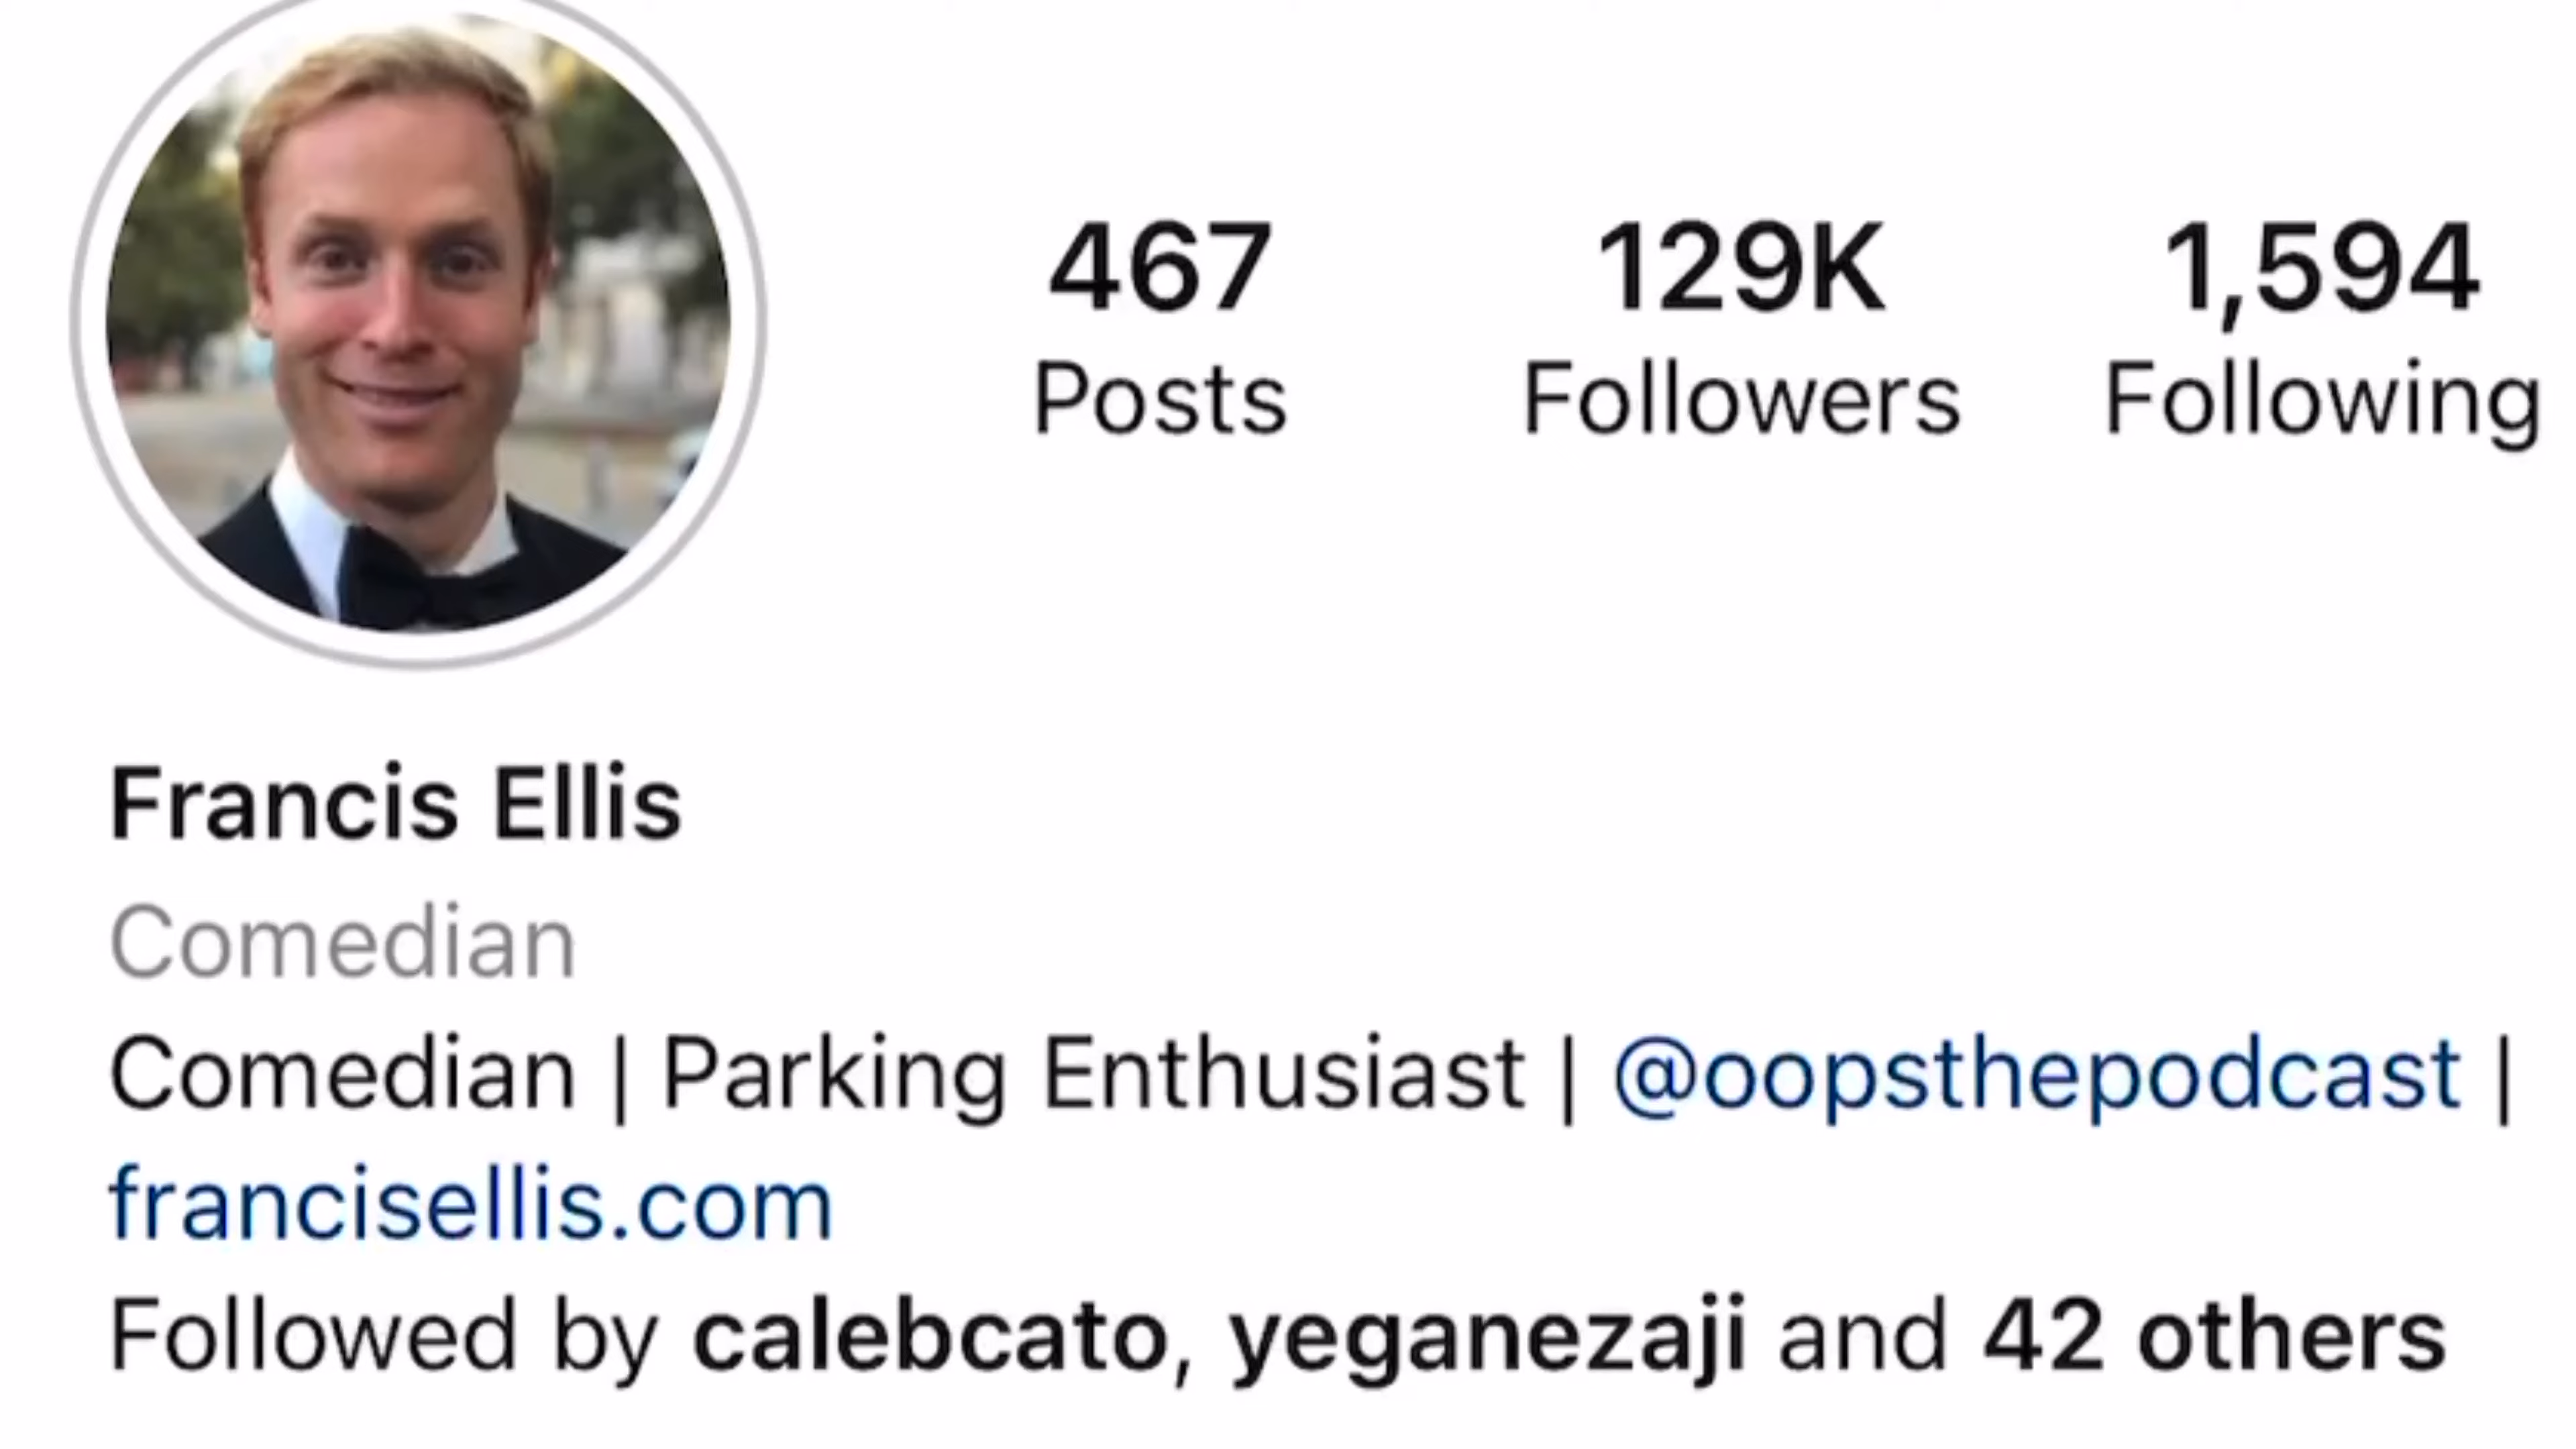 467 129K 1,594
Posts Followers Following
Francis Ellis
Comedian
Comedian | Parking Enthusiast | @oopsthepodcast |
francisellis.com
Followed by calebcato, yeganezaji and 42 others